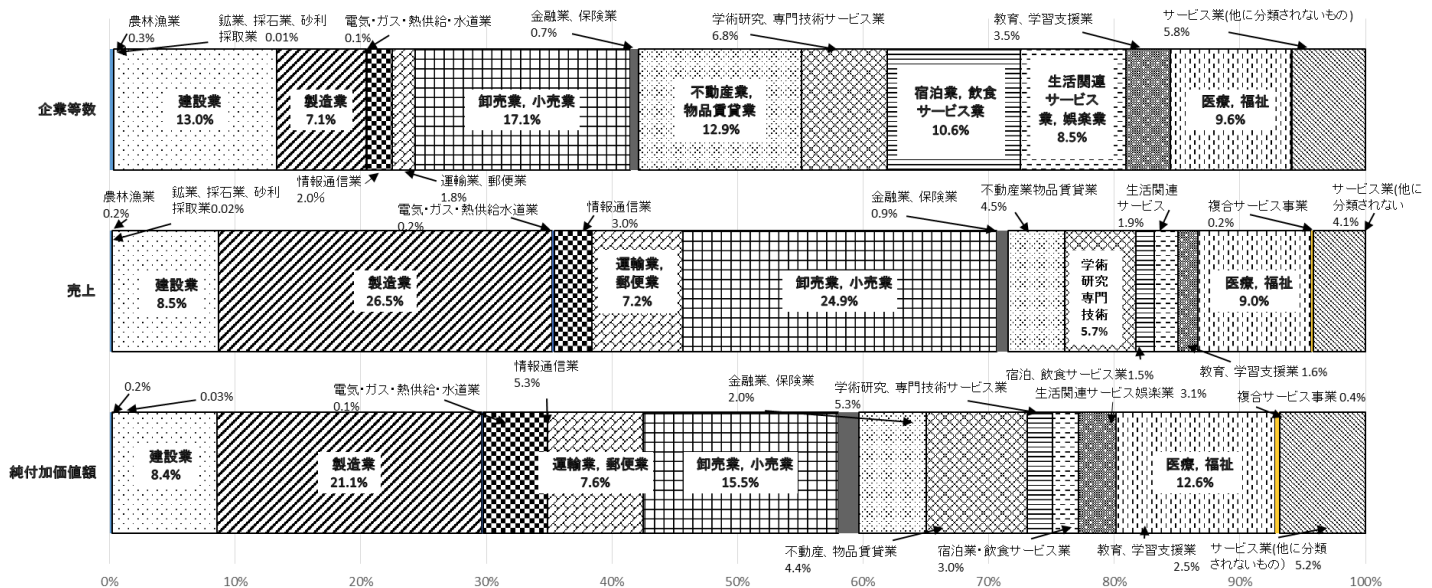 農林漁業
0.3%
鉱業、採石業、砂利
採取業 0.01%
電気・ガス・熱供給・水道業
0.1%
金融業、保険業
0.7%
学術研究、専門技術サービス業
6.8%
教育、学習支援業
3.5%
サービス業(他に分類されないもの)
5.8%
企業等数
建設業
13.0%
製造業
7.1%
卸売業, 小売業
17.1%
不動産業,
物品賃貸業
12.9%
宿泊業, 飲食
サービス業
10.6%
生活関連
サービス
業, 娯楽業
8.5%
医療, 福祉
9.6%
情報通信業
2.0%
運輸業、郵便業
1.8%
農林漁業
0.2%
鉱業、採石業、砂利
採取業0.02%
電気・ガス・熱供給水道業
0.2%
情報通信業
3.0%
金融業、保険業
0.9%
不動産業物品賃貸業
4.5%
生活関連
サービス
1.9%
複合サービス事業
0.2%
サービス業(他に
分類されない
4.1%
売上
建設業
8.5%
製造業
26.5%
運輸業,
郵便業
7.2%
卸売業, 小売業
24.9%
学術
研究
専門
技術
5.7%
医療, 福祉
9.0%
宿泊、飲食サービス業1.5%
教育、学習支援業 1.6%
0.2%
0.03%
電気・ガス・熱供給・水道業
0.1%
情報通信業
5.3%
金融業、保険業
2.0%
学術研究、専門技術サービス業
5.3%
生活関連サービス娯楽業 3.1%
複合サービス事業 0.4%
純付加価値額
建設業
8.4%
製造業
21.1%
運輸業, 郵便業
7.6%
卸売業, 小売業
15.5%
医療, 福祉
12.6%
不動産、物品賃貸業
4.4%
宿泊業・飲食サービス業
3.0%
教育、学習支援業
2.5%
サービス業(他に分類
されないもの) 5.2%
0% 10% 20% 30% 40% 50% 60% 70% 80% 90% 100%